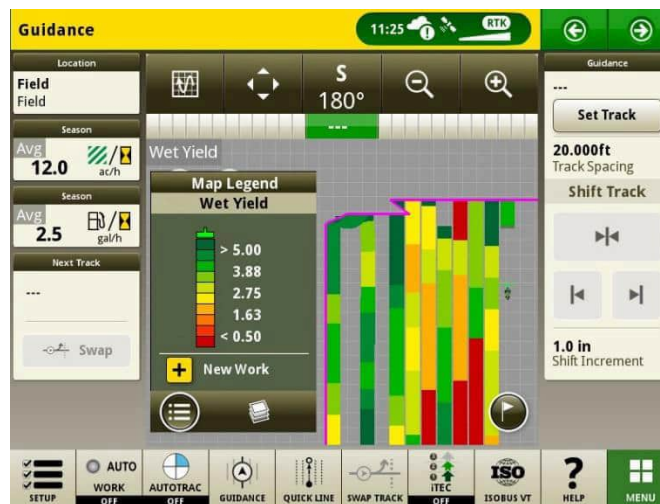 Guidance
11:25
RTK
Location
Field
Field
Season
Avg
12.0
ac/h
Season
Avg
2.5
gal/h
Next Track
---
Swap
S
180°
---
Wet Yield
Map Legend
Wet Yield
> 5.00
3.88
2.75
1.63
< 0.50
New Work
Guidance
---
Set Track
20.000ft
Track Spacing
Shift Track
1.0 in
Shift Increment
SETUP
AUTO
WORK
OFF
AUTOTRAC
OFF
GUIDANCE
QUICK LINE
SWAP TRACK
iTEC
OFF
ISO
ISOBUS VT
?
HELP
MENU